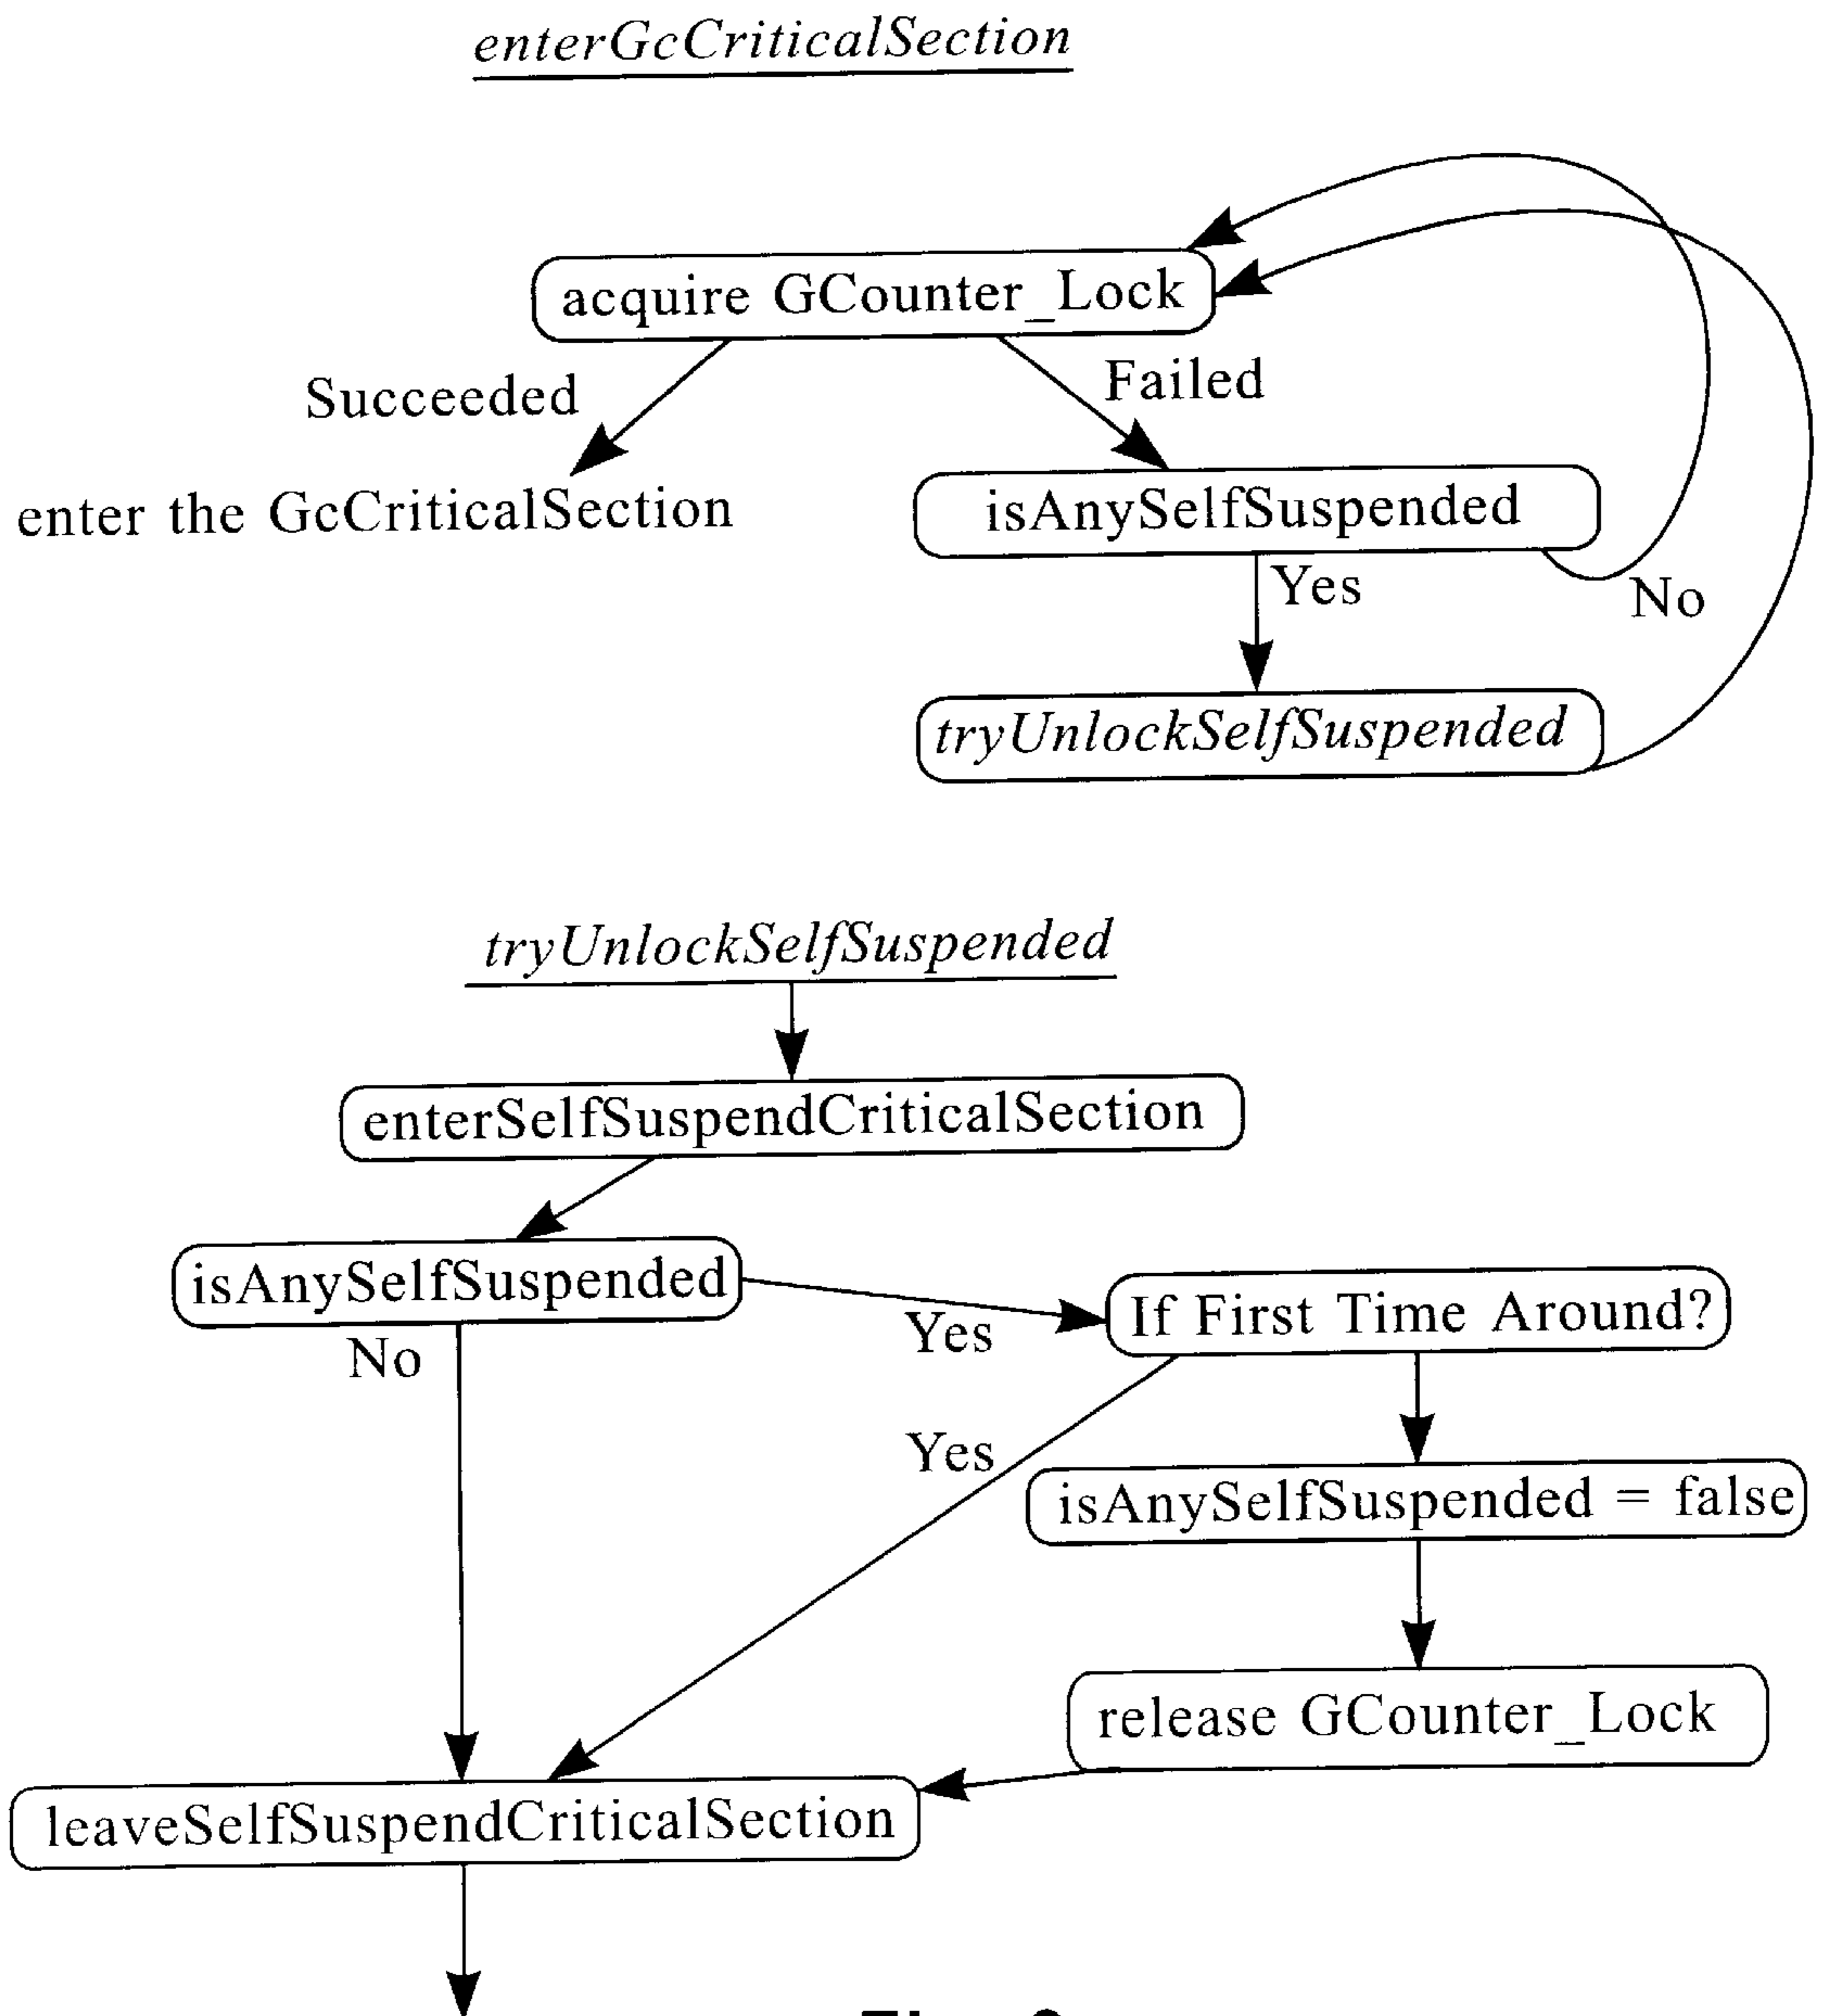 enterGcCriticalSection
acquire GCounter_Lock
Succeeded
Failed
enter the GcCriticalSection
isAnySelfSuspended
Yes
No
tryUnlockSelfSuspended
tryUnlockSelfSuspended
enterSelfSuspendCriticalSection
isAnySelfSuspended
Yes
If First Time Around?
No
Yes
isAnySelfSuspended = false
release GCounter_Lock
leaveSelfSuspendCriticalSection